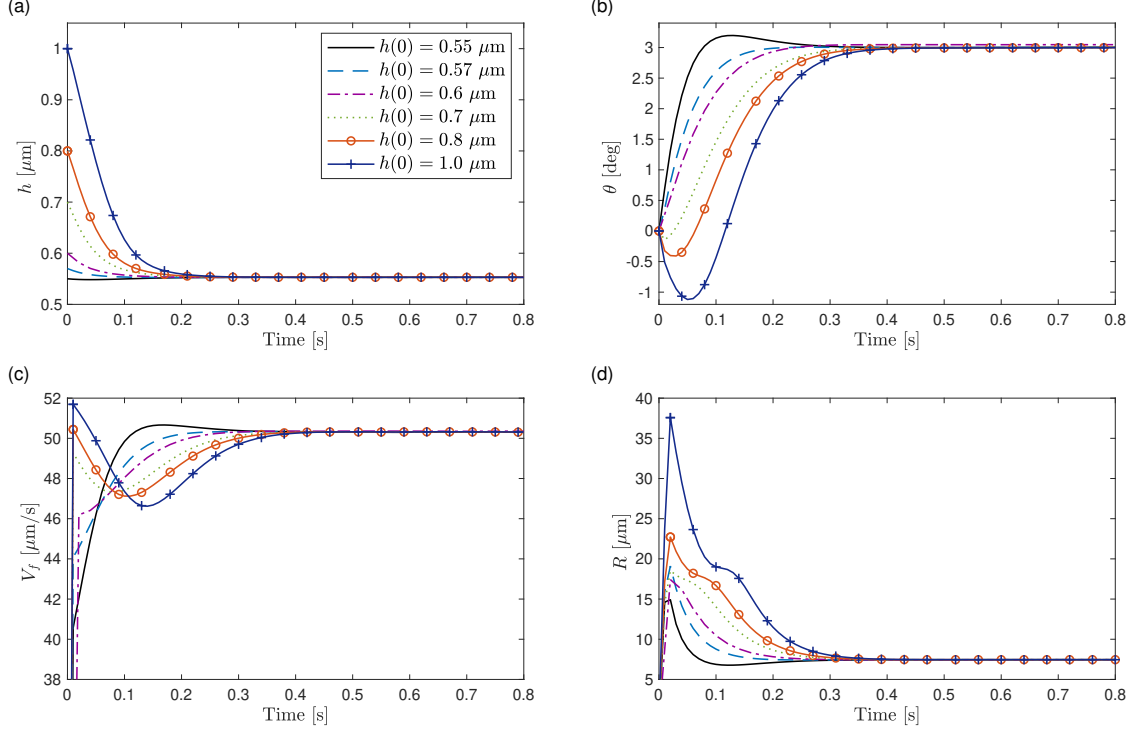 (a)
1
0.9
0.8
0.7
0.6
0.5
h [μm]
0 0.1 0.2 0.3 0.4 0.5 0.6 0.7 0.8
Time [s]
h(0) = 0.55 μm
h(0) = 0.57 μm
h(0) = 0.6 μm
h(0) = 0.7 μm
h(0) = 0.8 μm
h(0) = 1.0 μm
(b)
3
2.5
2
1.5
1
0.5
0
-0.5
-1
θ [deg]
0 0.1 0.2 0.3 0.4 0.5 0.6 0.7 0.8
Time [s]
(c)
52
50
48
46
44
42
40
38
V_f [μm/s]
0 0.1 0.2 0.3 0.4 0.5 0.6 0.7 0.8
Time [s]
(d)
40
35
30
25
20
15
10
5
R [μm]
0 0.1 0.2 0.3 0.4 0.5 0.6 0.7 0.8
Time [s]